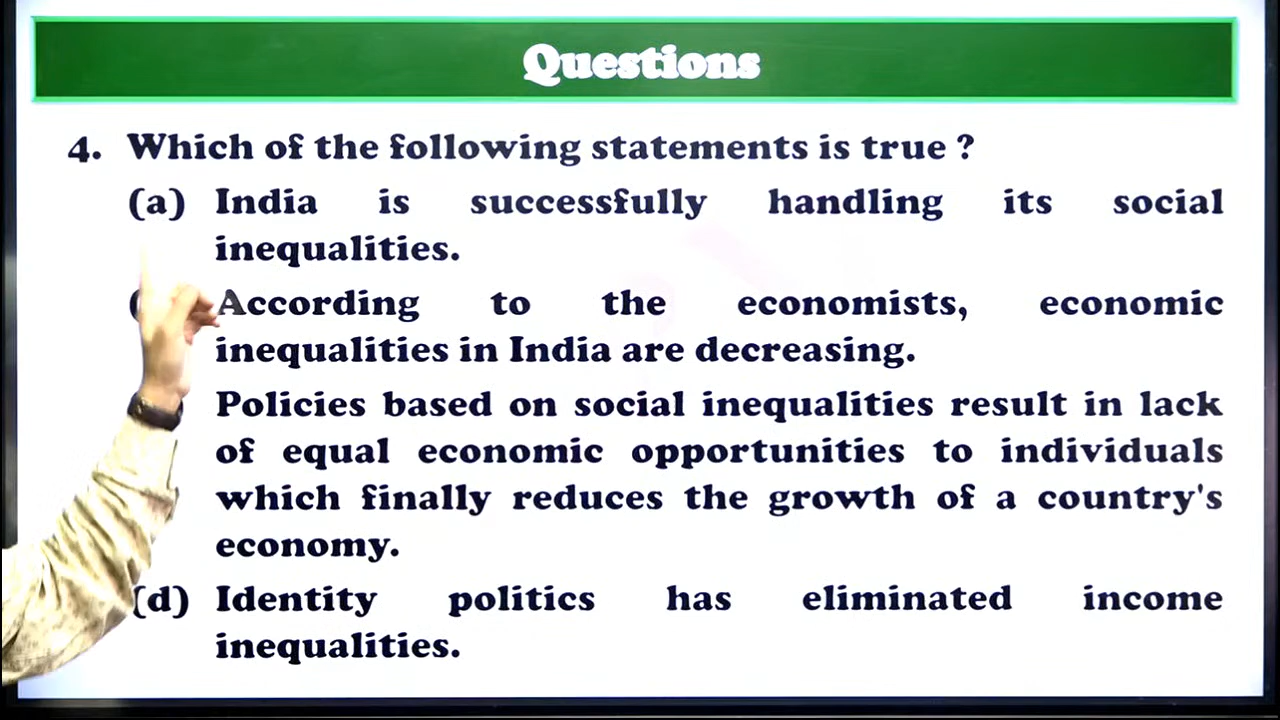 Questions
4. Which of the following statements is true ?
(a) India is successfully handling its social
inequalities.
According to the economists, economic
inequalities in India are decreasing.
Policies based on social inequalities result in lack
of equal economic opportunities to individuals
which finally reduces the growth of a country's
economy.
(d) Identity politics has eliminated income
inequalities.